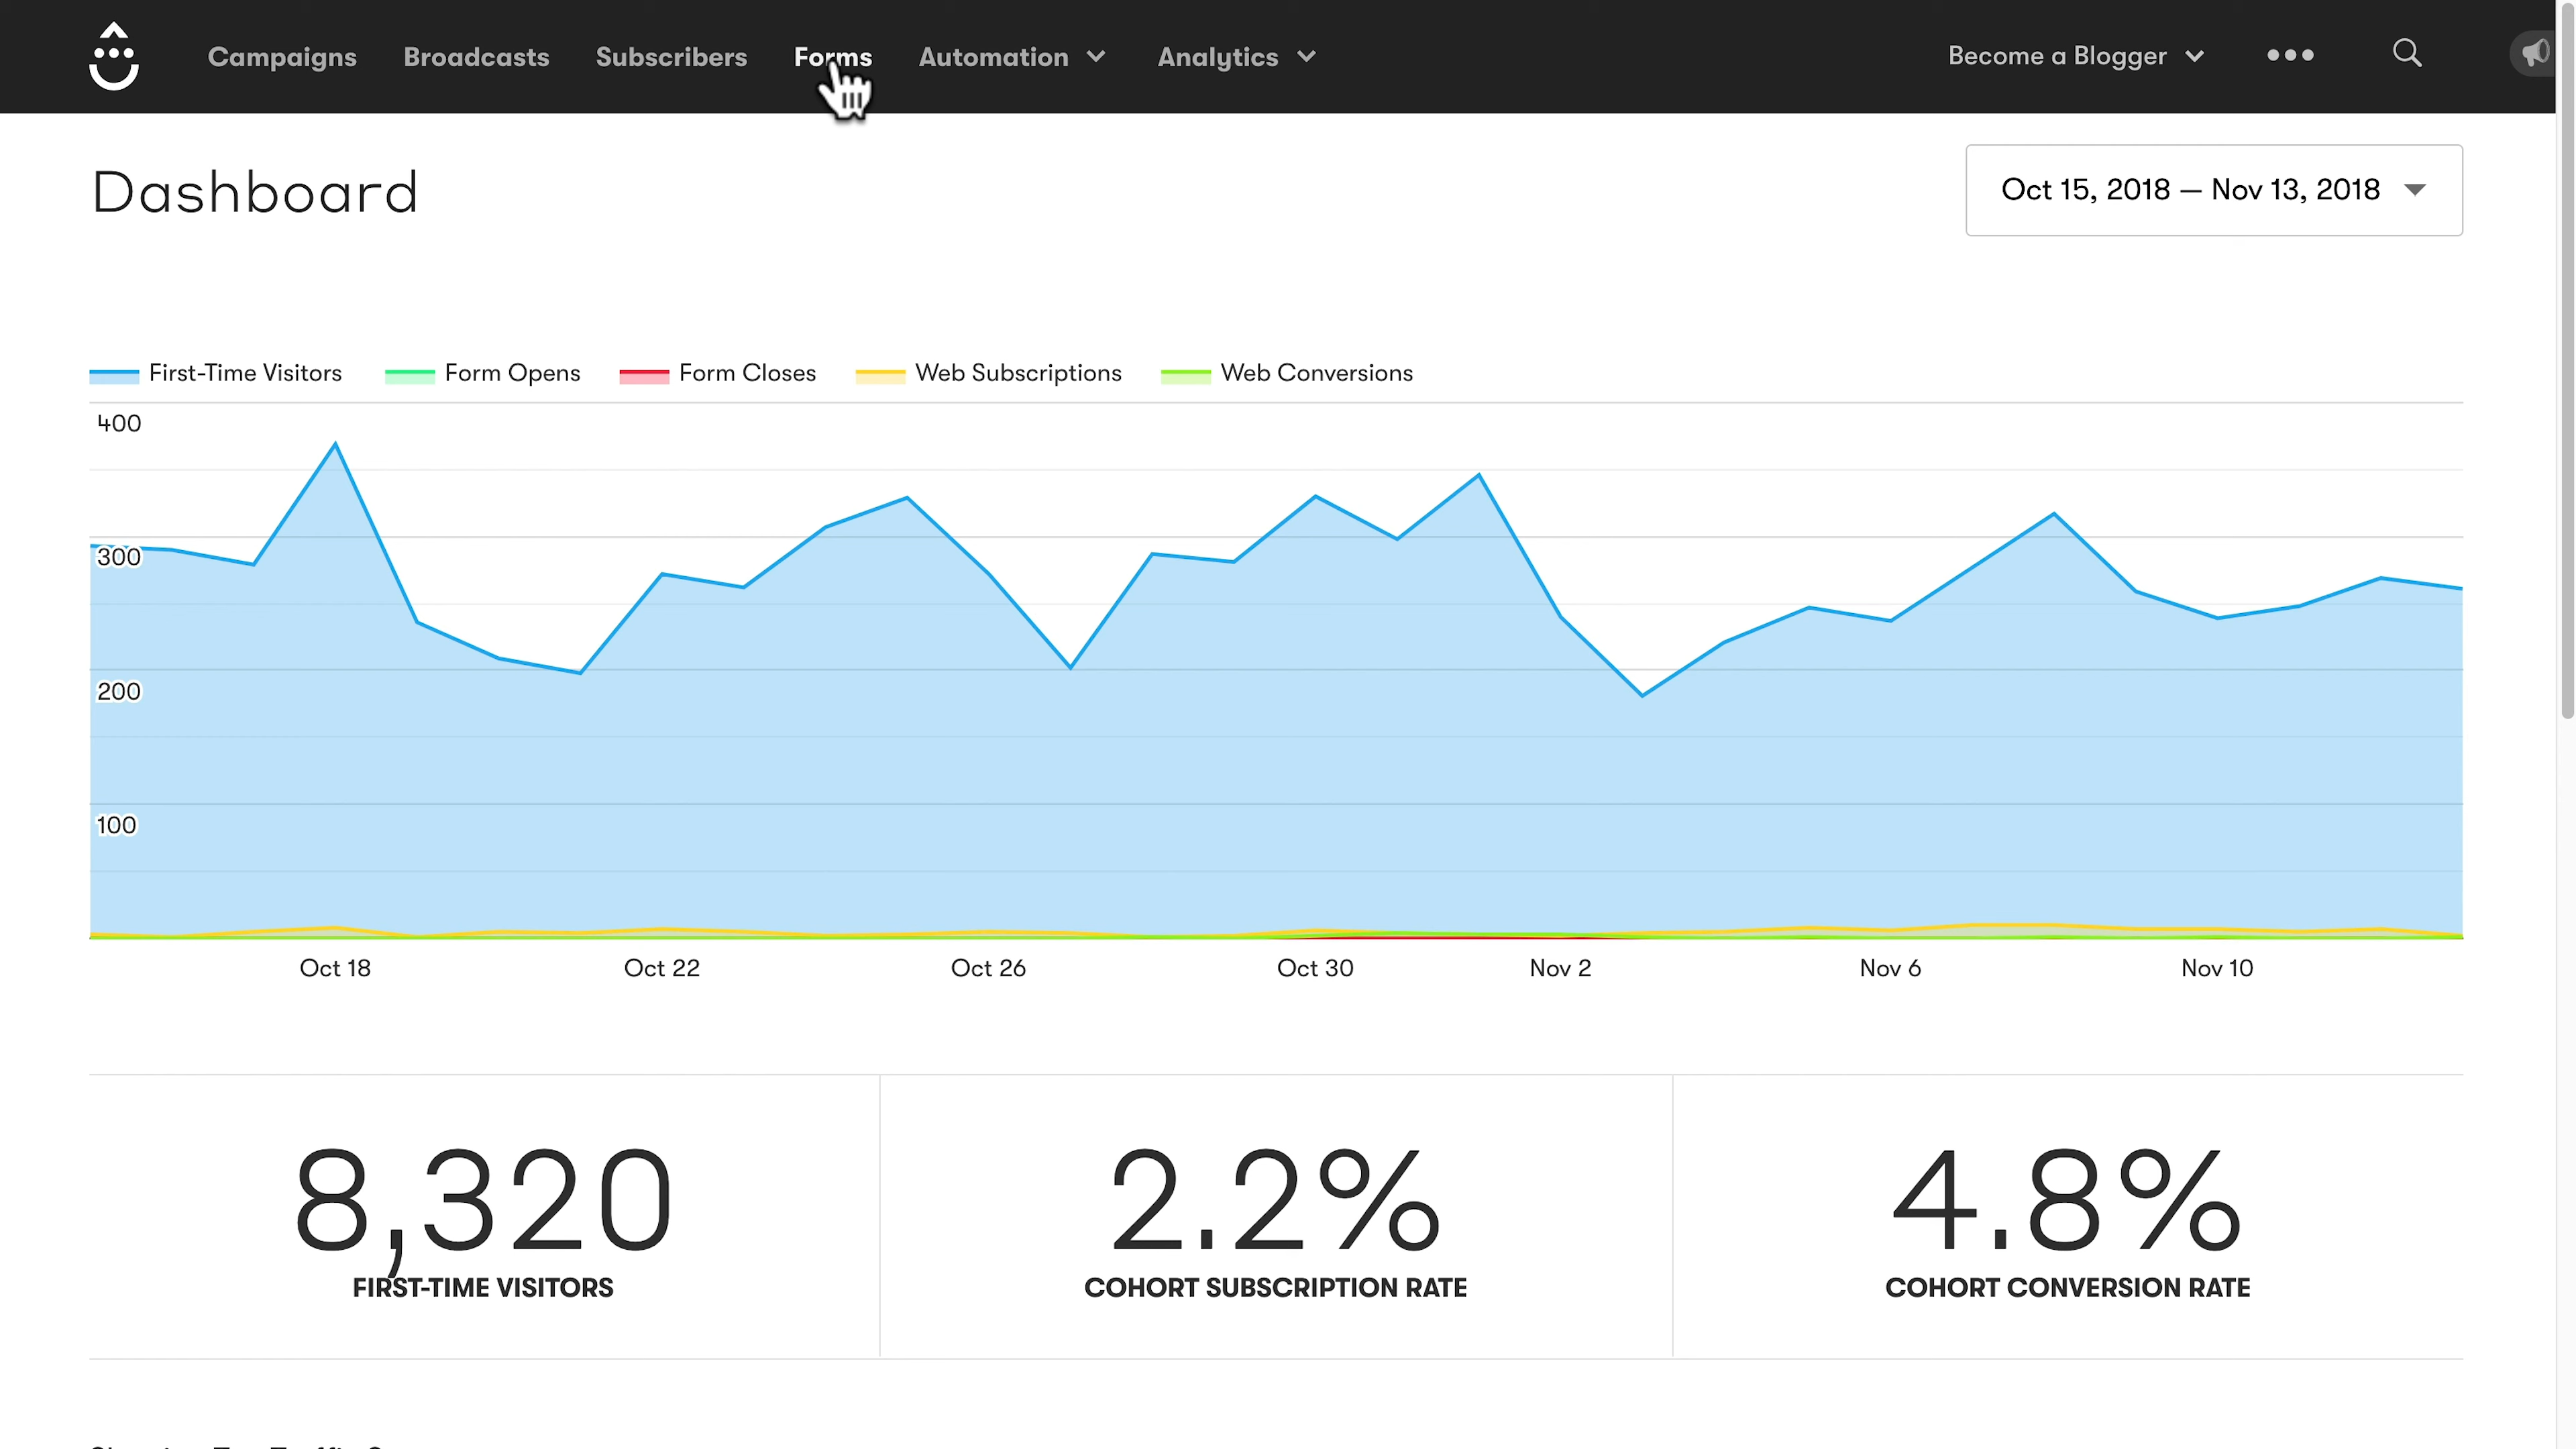 Campaigns Broadcasts Subscribers Forms Automation Analytics Become a Blogger
Dashboard
Oct 15, 2018 — Nov 13, 2018
First-Time Visitors Form Opens Form Closes Web Subscriptions Web Conversions
400
300
200
100
Oct 18 Oct 22 Oct 26 Oct 30 Nov 2 Nov 6 Nov 10
8,320 2.2% 4.8%
FIRST-TIME VISITORS COHORT SUBSCRIPTION RATE COHORT CONVERSION RATE